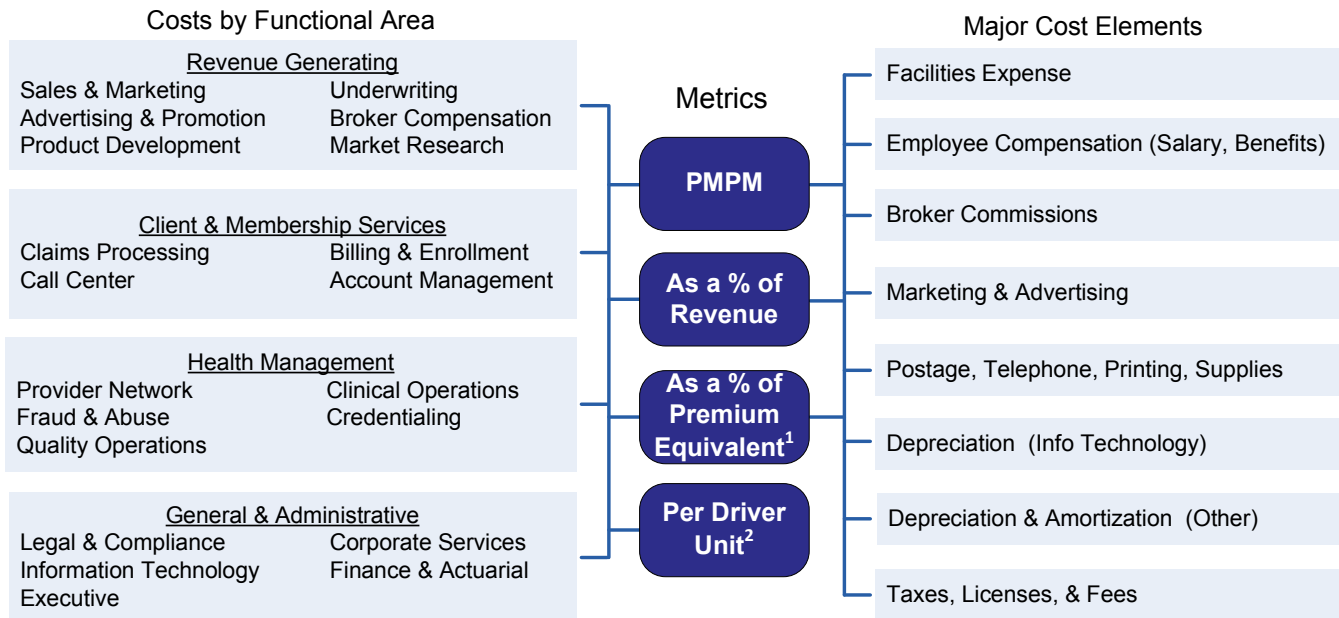 Costs by Functional Area
Revenue Generating
Sales & Marketing Underwriting
Advertising & Promotion Broker Compensation
Product Development Market Research
Client & Membership Services
Claims Processing Billing & Enrollment
Call Center Account Management
Health Management
Provider Network Clinical Operations
Fraud & Abuse Credentialing
Quality Operations
General & Administrative
Legal & Compliance Corporate Services
Information Technology Finance & Actuarial
Executive
Metrics
PMPM
As a % of
Revenue
As a % of
Premium
Equivalent¹
Per Driver
Unit²
Major Cost Elements
Facilities Expense
Employee Compensation (Salary, Benefits)
Broker Commissions
Marketing & Advertising
Postage, Telephone, Printing, Supplies
Depreciation (Info Technology)
Depreciation & Amortization (Other)
Taxes, Licenses, & Fees